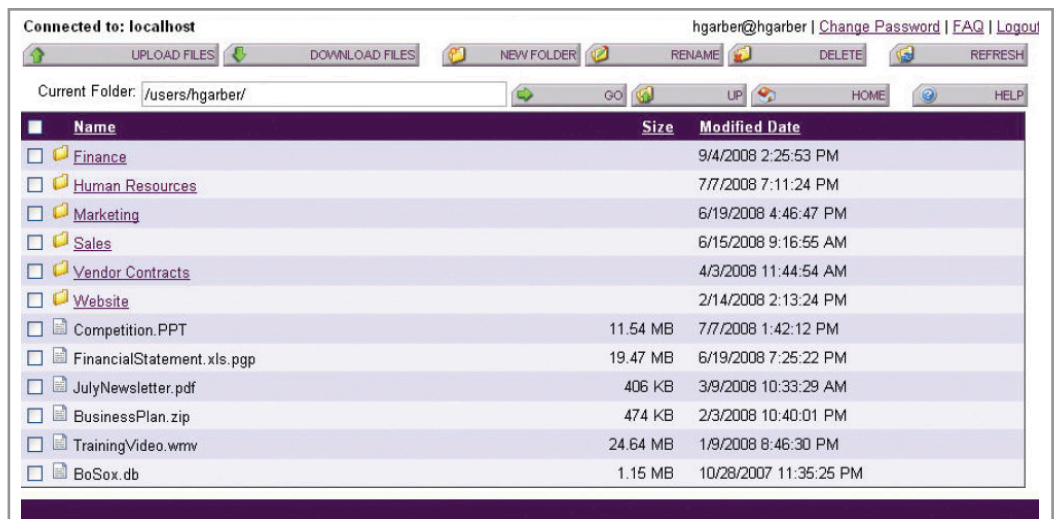 Connected to: localhost hgarber@hgarber | Change Password | FAQ | Logout
UPLOAD FILES DOWNLOAD FILES NEW FOLDER RENAME DELETE REFRESH
Current Folder: /users/hgarber/ GO UP HOME HELP
Name Size Modified Date
Finance 9/4/2008 2:25:53 PM
Human Resources 7/7/2008 7:11:24 PM
Marketing 6/19/2008 4:46:47 PM
Sales 6/15/2008 9:16:55 AM
Vendor Contracts 4/3/2008 11:44:54 AM
Website 2/14/2008 2:13:24 PM
Competition.PPT 11.54 MB 7/7/2008 1:42:12 PM
FinancialStatement.xls.pgp 19.47 MB 6/19/2008 7:25:22 PM
JulyNewsletter.pdf 406 KB 3/9/2008 10:33:29 AM
BusinessPlan.zip 474 KB 2/3/2008 10:40:01 PM
TrainingVideo.wmv 24.64 MB 1/9/2008 8:46:30 PM
BoSox.db 1.15 MB 10/28/2007 11:35:25 PM